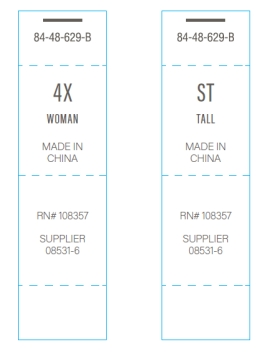 84-48-629-B
4X
WOMAN
MADE IN
CHINA
RN# 108357
SUPPLIER
08531-6
84-48-629-B
ST
TALL
MADE IN
CHINA
RN# 108357
SUPPLIER
08531-6